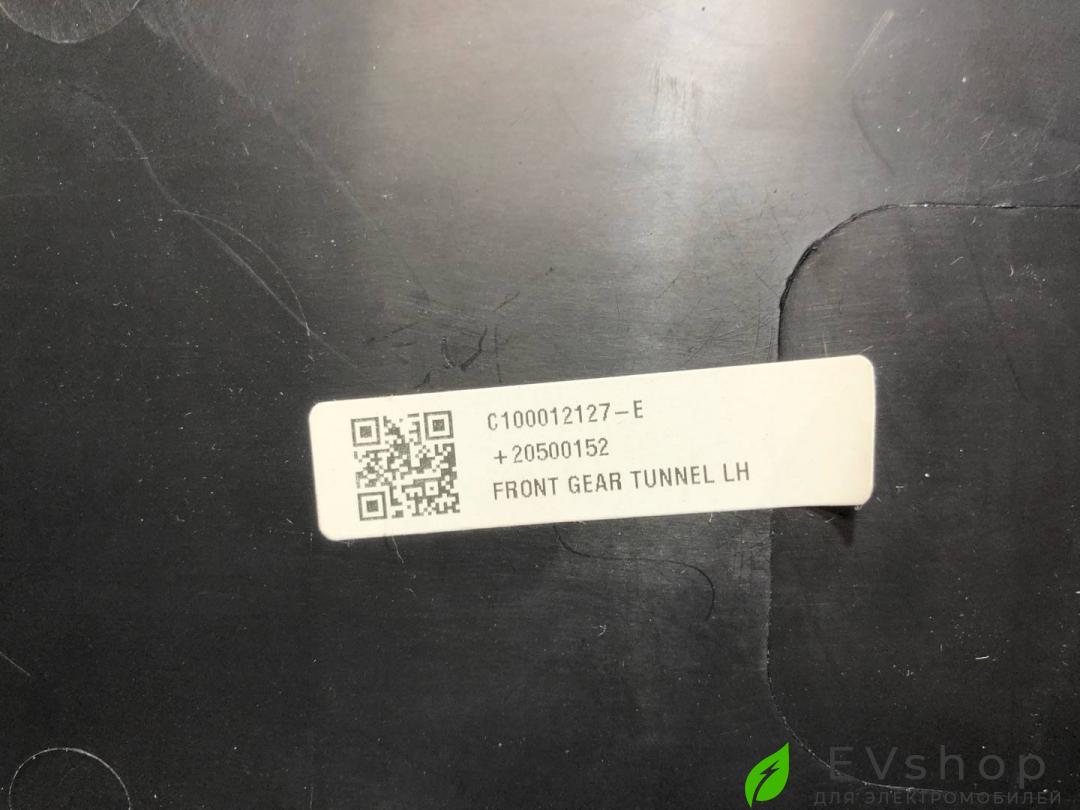 C100012127-E
+20500152
FRONT GEAR TUNNEL LH
EVshop
ДЛЯ ЭЛЕКТРОМОБИЛЕЙ